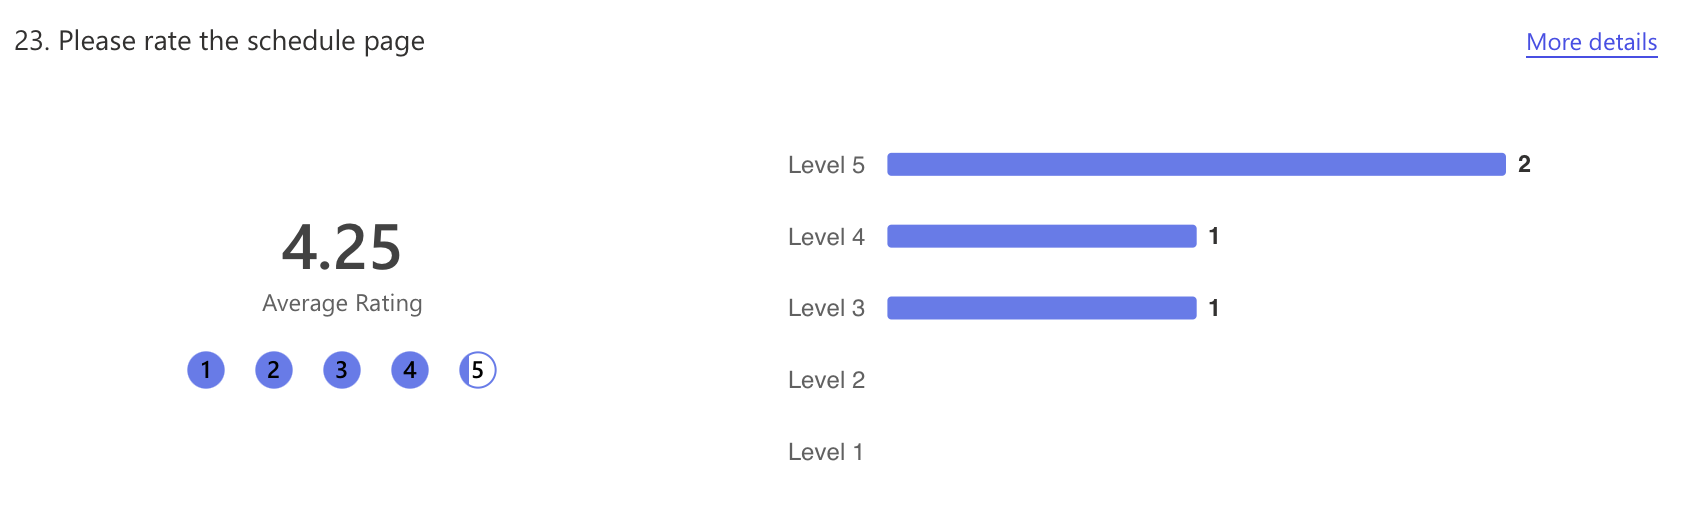 23. Please rate the schedule page
More details
4.25
Average Rating
1 2 3 4 5
Level 5 2
Level 4 1
Level 3 1
Level 2
Level 1